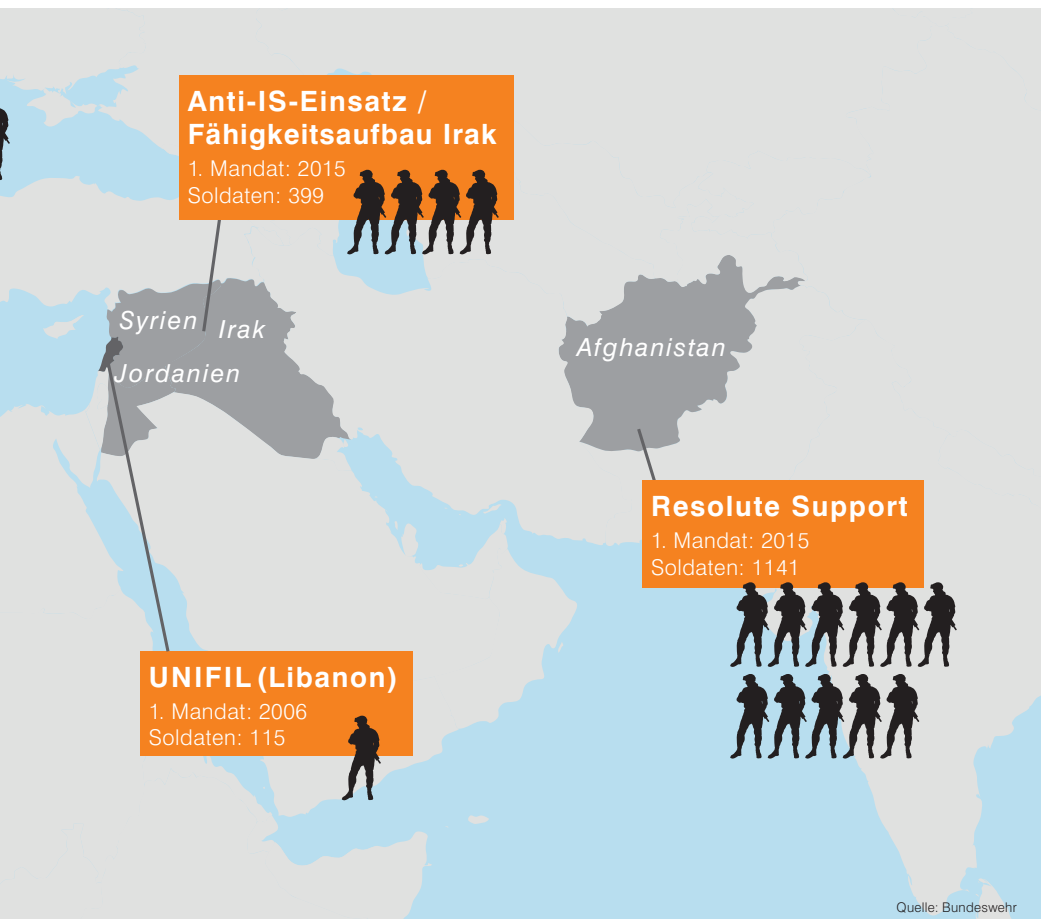 Anti-IS-Einsatz /
Fähigkeitsaufbau Irak
1. Mandat: 2015
Soldaten: 399
Syrien
Irak
Jordanien
Afghanistan
Resolute Support
1. Mandat: 2015
Soldaten: 1141
UNIFIL (Libanon)
1. Mandat: 2006
Soldaten: 115
Quelle: Bundeswehr